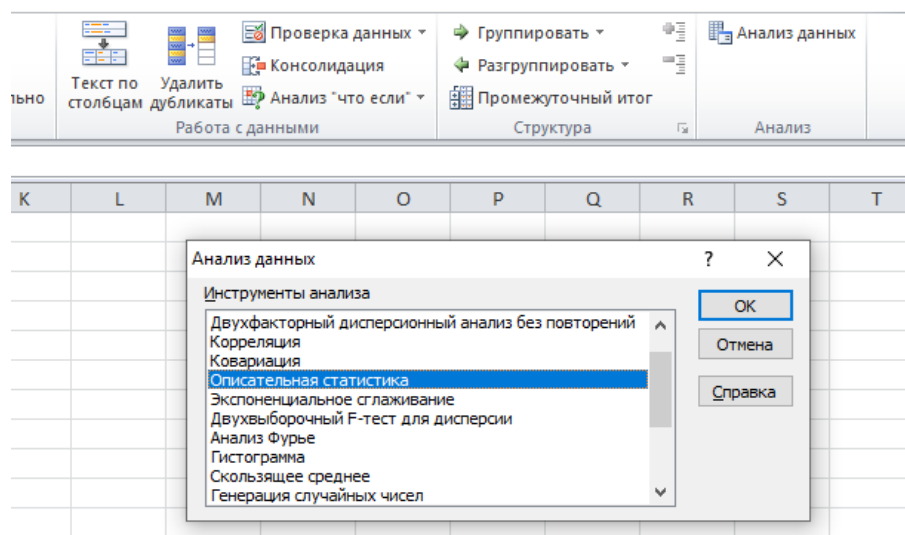 Проверка данных
Группировать
Анализ данных
Консолидация
Разгруппировать
Текст по столбцам
Удалить дубликаты
Анализ "что если"
Промежуточный итог
Работа с данными
Структура
Анализ
K L M N O P Q R S T
Анализ данных ?
Инструменты анализа
Двухфакторный дисперсионный анализ без повторений
Корреляция
Ковариация
Описательная статистика
Экспоненциальное сглаживание
Двухвыборочный F-тест для дисперсии
Анализ Фурье
Гистограмма
Скользящее среднее
Генерация случайных чисел
OK
Отмена
Справка